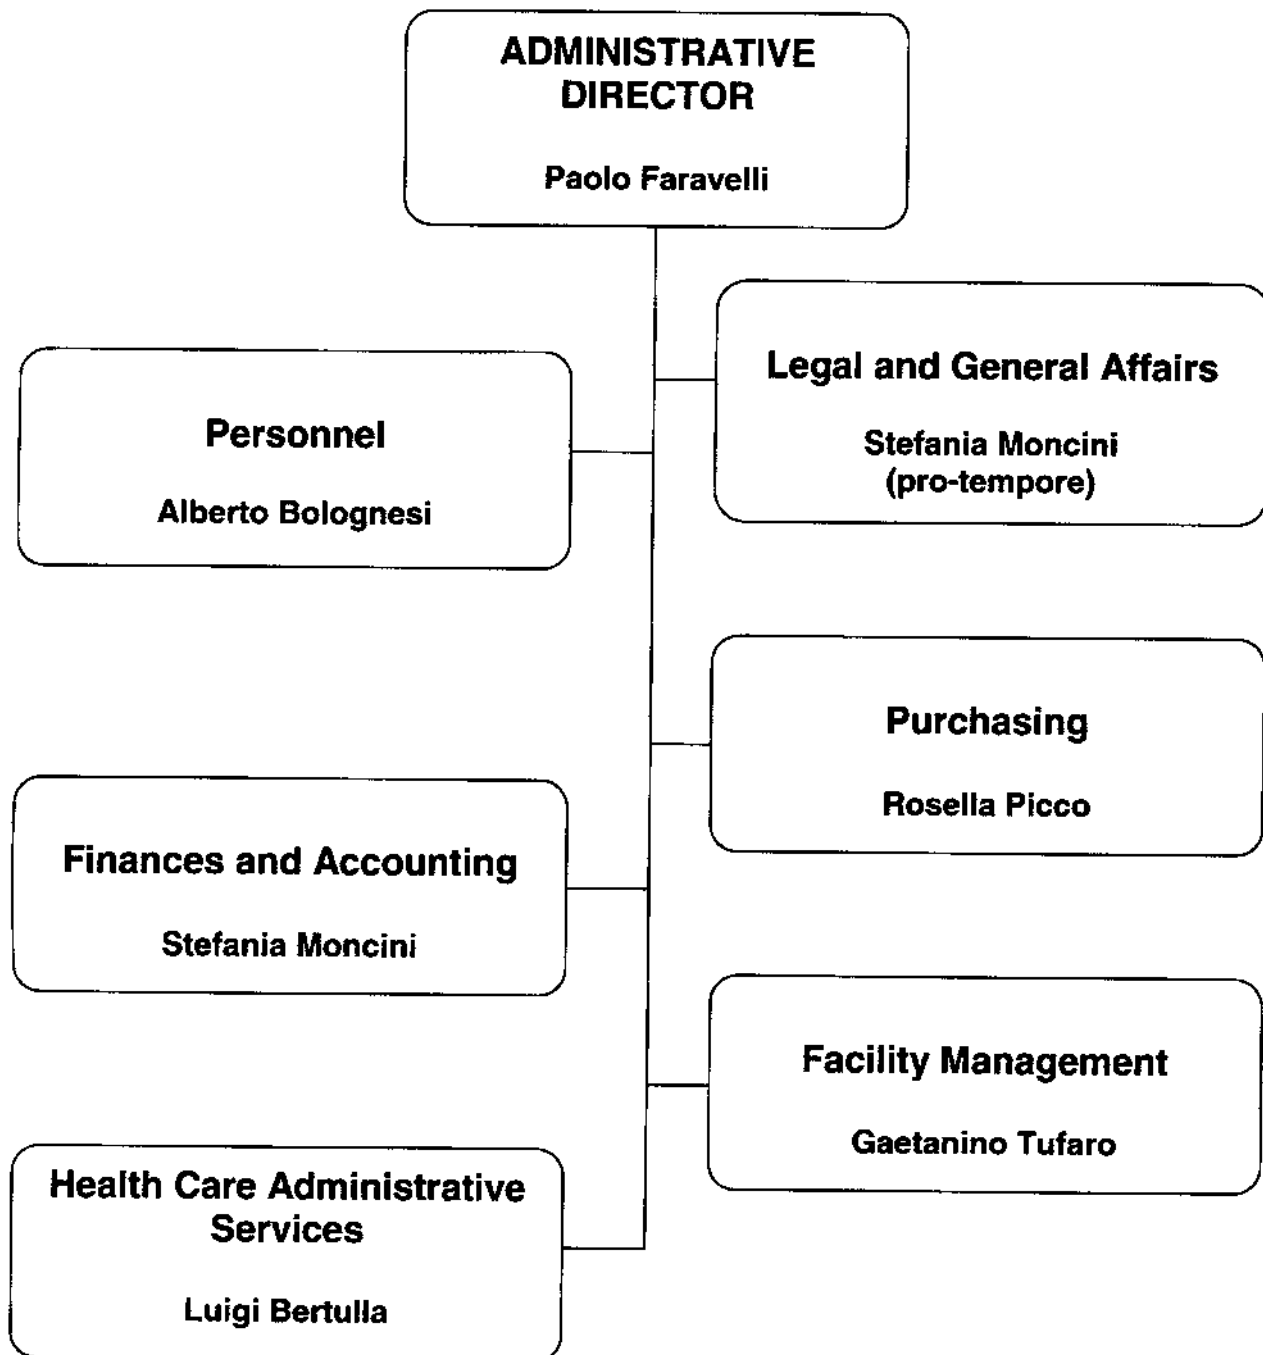 ADMINISTRATIVE
DIRECTOR
Paolo Faravelli
Legal and General Affairs
Stefania Moncini
(pro-tempore)
Personnel
Alberto Bolognesi
Purchasing
Rosella Picco
Finances and Accounting
Stefania Moncini
Facility Management
Gaetanino Tufaro
Health Care Administrative
Services
Luigi Bertulla